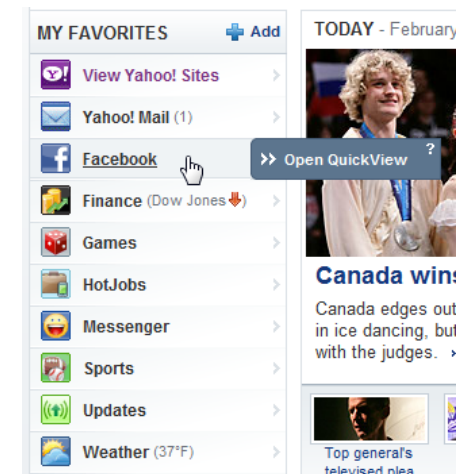 MY FAVORITES
Add
View Yahoo! Sites
Yahoo! Mail (1)
Facebook
Finance (Dow Jones)
Games
HotJobs
Messenger
Sports
Updates
Weather (37°F)
>> Open QuickView ?
TODAY - February
Canada wins
Canada edges out
in ice dancing, but
with the judges. »
Top general's
televised plea